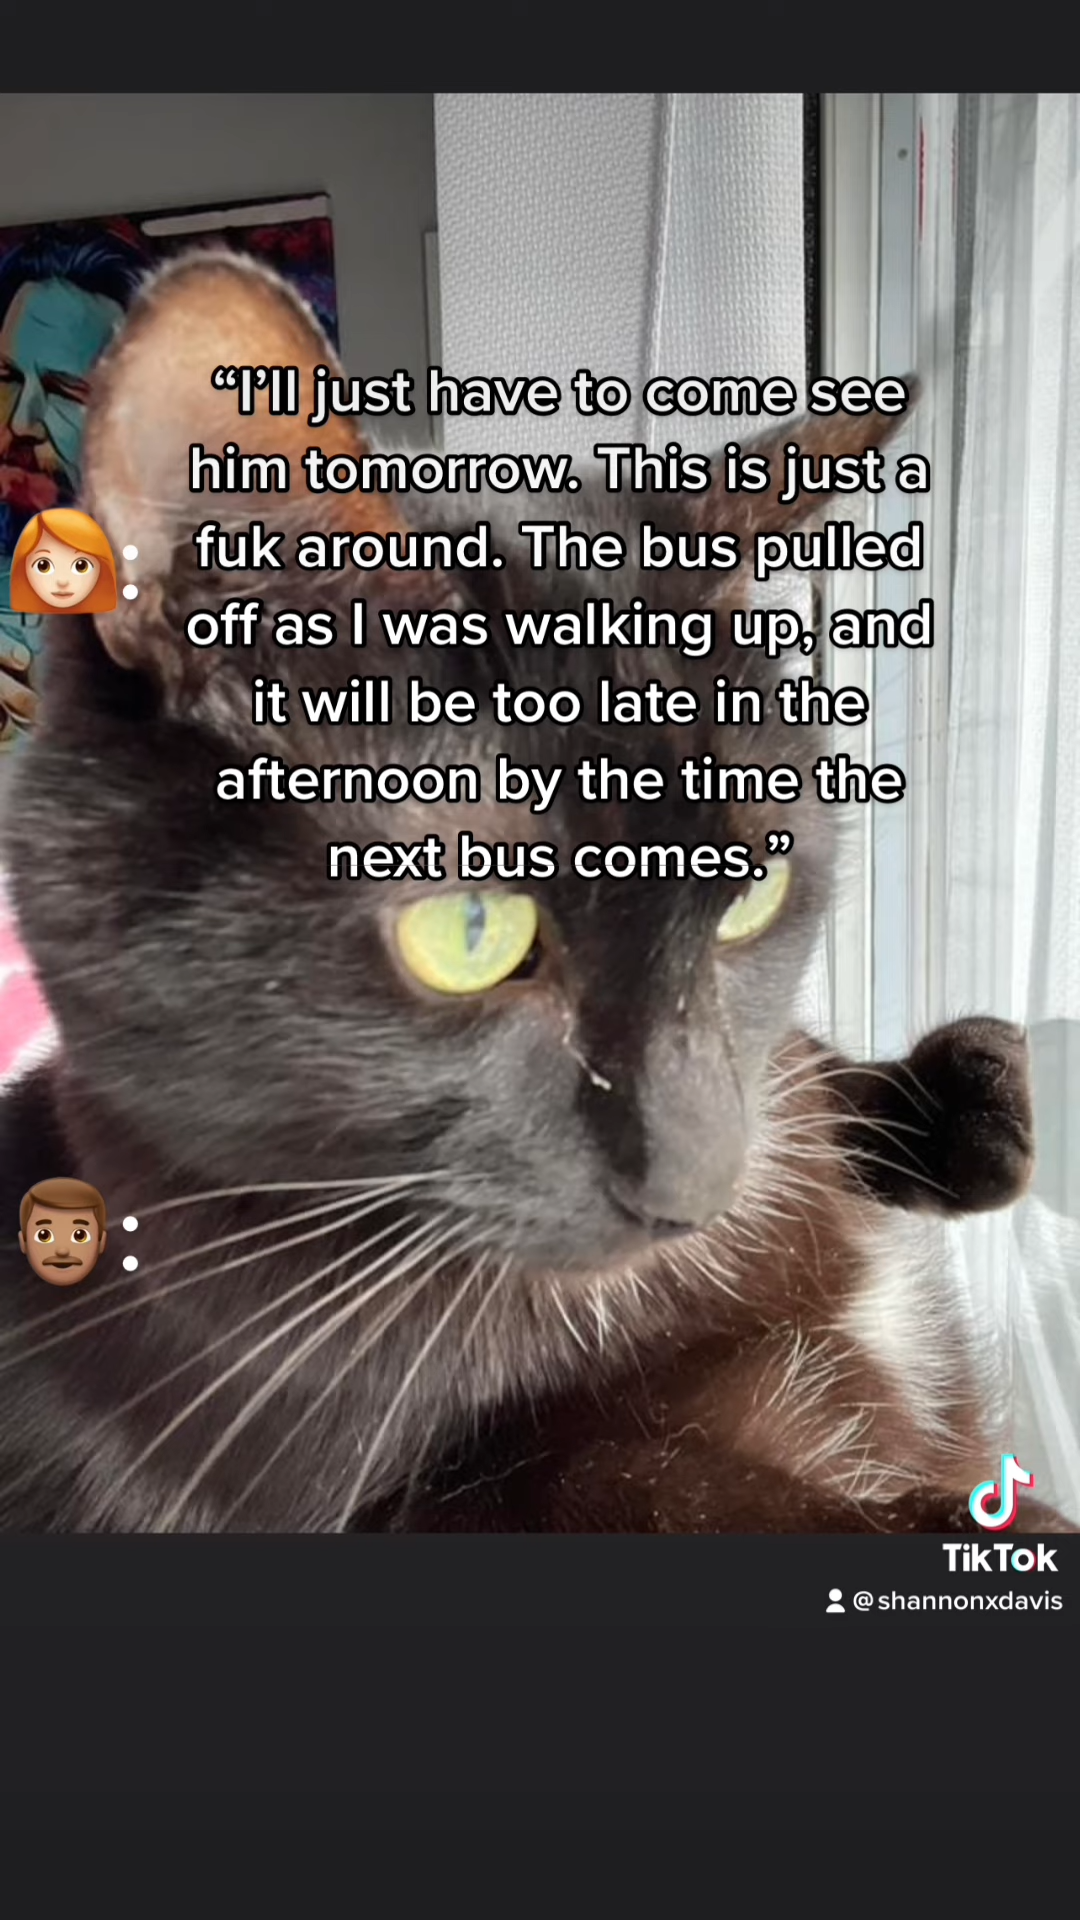 “I’ll just have to come see
him tomorrow. This is just a
fuk around. The bus pulled
off as I was walking up, and
it will be too late in the
afternoon by the time the
next bus comes.”
:
:
TikTok
@shannonxdavis